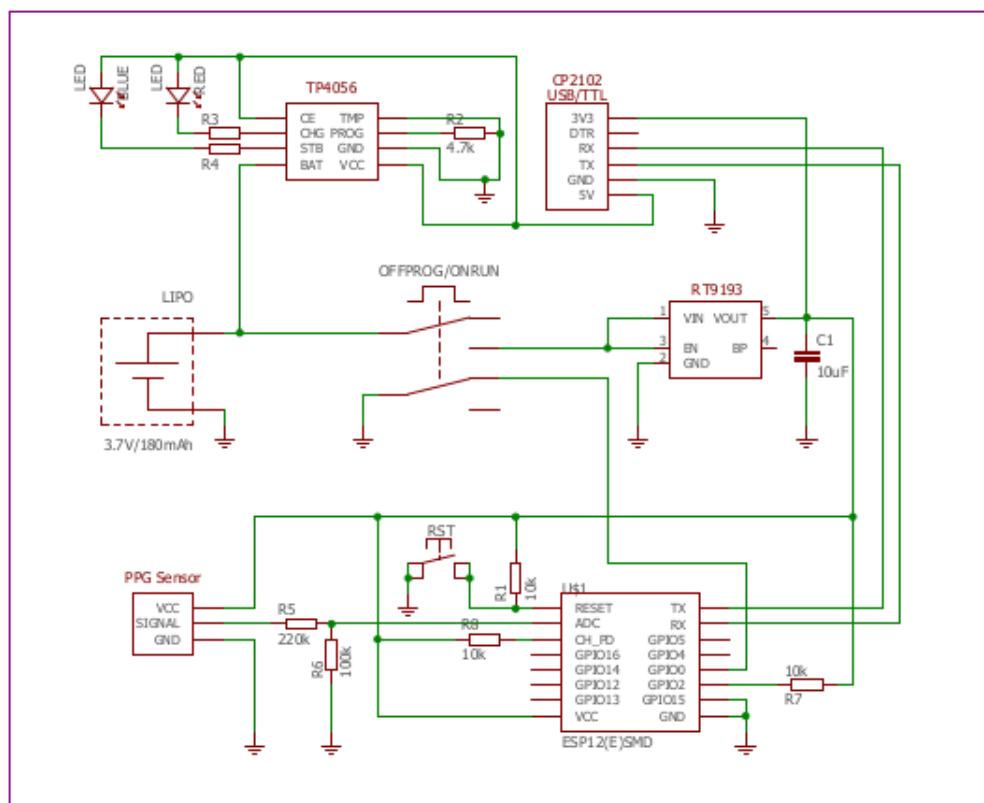 LED
BLUE
LED
RED
TP4056
CE
CHG
STB
BAT
TMP
PROG
GND
VCC
R3
R4
R2
4.7k
CP2102
USB/TTL
3V3
DTR
RX
TX
GND
5V
OFFPROG/ONRUN
LIPO
3.7V/180mAh
RT9193
1
3
2
VIN
EN
GND
VOUT
BP
5
4
C1
10uF
RST
R1
10k
PPG Sensor
VCC
SIGNAL
GND
R5
220k
R6
100k
R8
10k
U$1
RESET
ADC
CH_PD
GPIO16
GPIO14
GPIO12
GPIO13
VCC
TX
RX
GPIO5
GPIO4
GPIO0
GPIO2
GPIO15
GND
ESP12(E)SMD
10k
R7